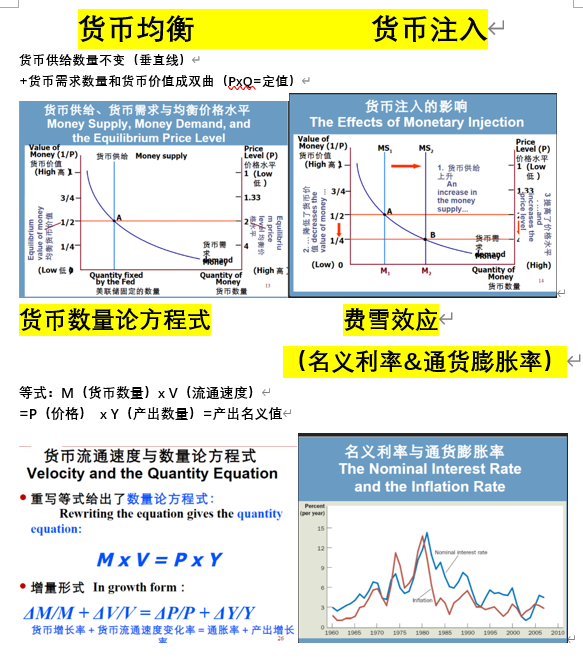 货币均衡 货币注入
货币供给数量不变（垂直线）
+货币需求数量和货币价值成双曲（PxQ=定值）
货币供给、货币需求与均衡价格水平
Money Supply, Money Demand, and
the Equilibrium Price Level
Value of
Money (1/P)
货币价值
(High 高)
1
3/4
1/2
1/4
(Low 低)
0
货币供给 Money supply
Price
Level (P)
价格水平
1 (Low
低）
1.33
2
4
(High 高)
A
Equilibrium
value of money
均衡货币价值
货币需
求
Money
demand
Quantity fixed
by the Fed
美联储固定的数量
Quantity of
Money
货币数量
13
货币注入的影响
The Effects of Monetary Injection
Value of
Money (1/P)
货币价值
(High 高)
1
3/4
1/2
1/4
(Low)
0
MS1
MS2
1. 货币供给
上升
An
increase in
the money
supply...
2. ...降低了货币价
值 decreases the
value of money ...
A
B
Price
Level (P)
价格水平
1 (Low
低）
1.33
2
4
(High)
3 提高了价格水平
. ...and
increases the
price level
货币需
求
Money
demand
M1
M2
Quantity of
Money
货币数量
14
货币数量论方程式 费雪效应
（名义利率&通货膨胀率）
等式：M（货币数量）x V（流通速度）
=P（价格） x Y（产出数量）=产出名义值
货币流通速度与数量论方程式
Velocity and the Quantity Equation
• 重写等式给出了数量论方程式：
Rewriting the equation gives the quantity
equation:
M x V = P x Y
• 增量形式 In growth form：
ΔM/M + ΔV/V = ΔP/P + ΔY/Y
货币增长率 + 货币流通速度变化率 = 通胀率 + 产出增长
率
26
名义利率与通货膨胀率
The Nominal Interest Rate
and the Inflation Rate
Percent
(per year)
15
12
9
6
3
0
Nominal interest rate
Inflation
1960 1965 1970 1975 1980 1985 1990 1995 2000 2005 2010